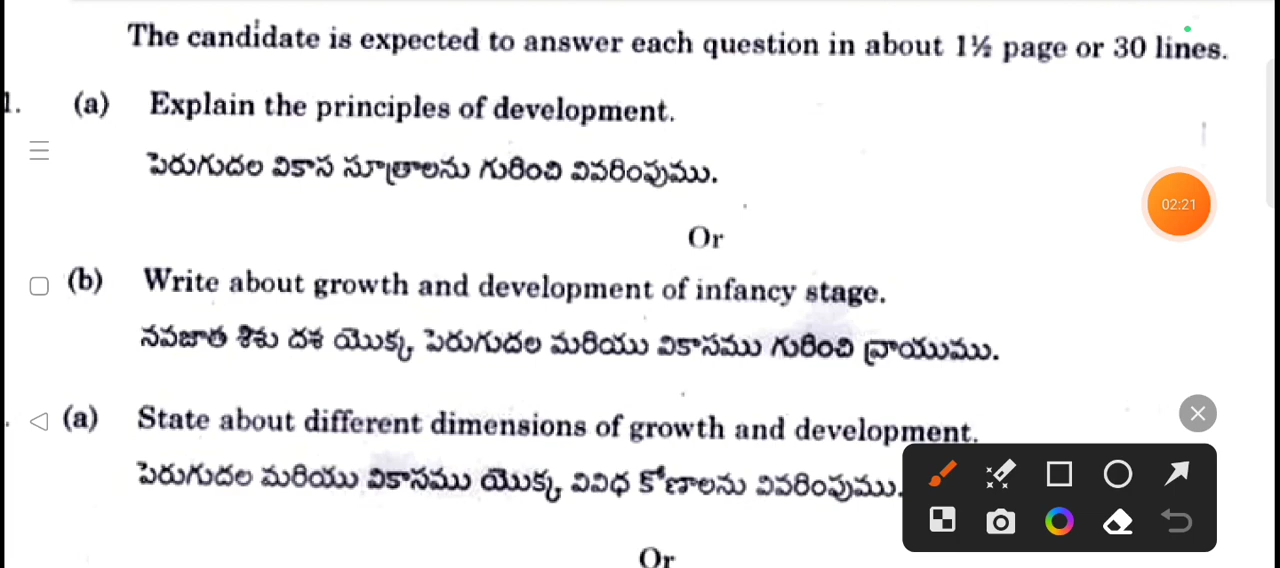 The candidate is expected to answer each question in about 1½ page or 30 lines.
1. (a) Explain the principles of development.
పెరుగుదల వికాస సూత్రాలను గురించి వివరింపుము.
02:21
Or
(b) Write about growth and development of infancy stage.
నవజాత శిశు దశ యొక్క పెరుగుదల మరియు వికాసము గురించి వ్రాయుము.
(a) State about different dimensions of growth and development.
పెరుగుదల మరియు వికాసము యొక్క వివిధ కోణాలను వివరింపుము.
Or